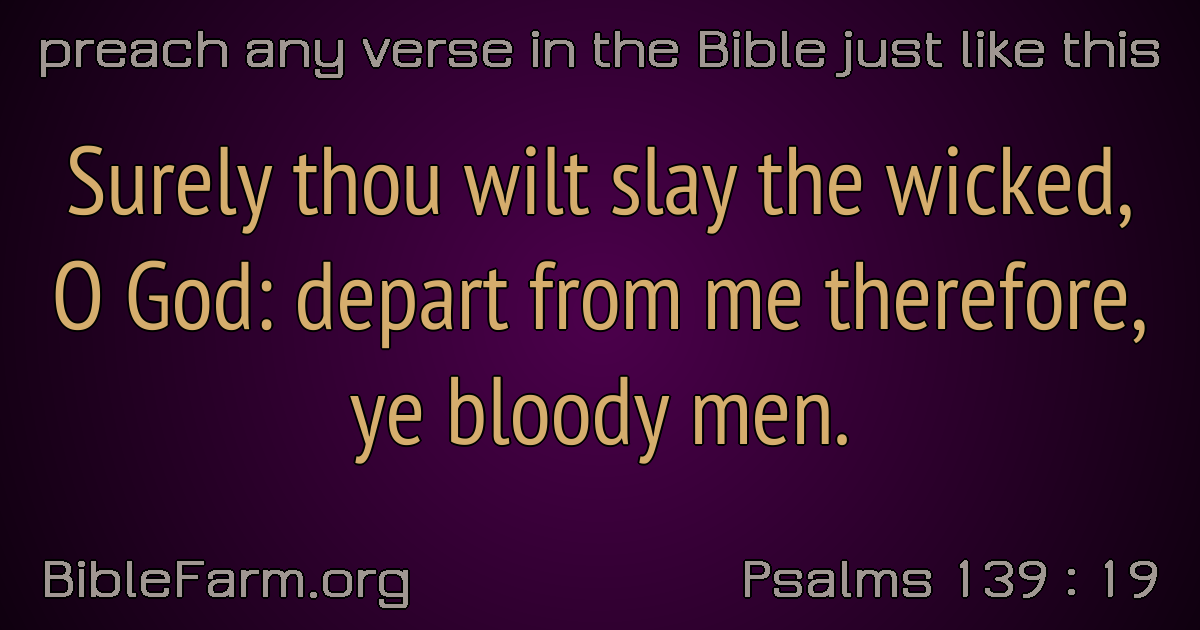 preach any verse in the Bible just like this
Surely thou wilt slay the wicked,
O God: depart from me therefore,
ye bloody men.
BibleFarm.org
Psalms 139 : 19